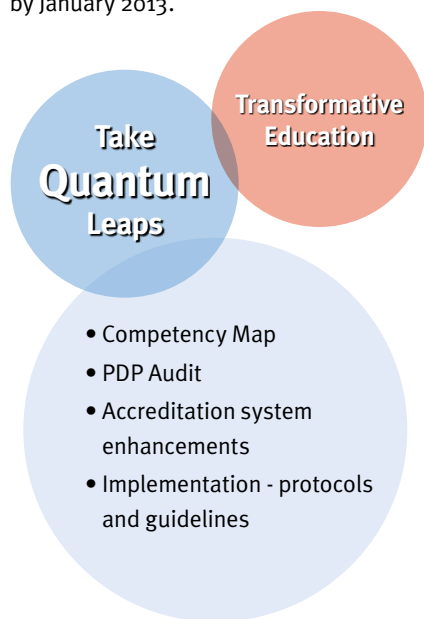 by January 2013.
Take
Quantum
Leaps
Transformative
Education
• Competency Map
• PDP Audit
• Accreditation system
enhancements
• Implementation - protocols
and guidelines